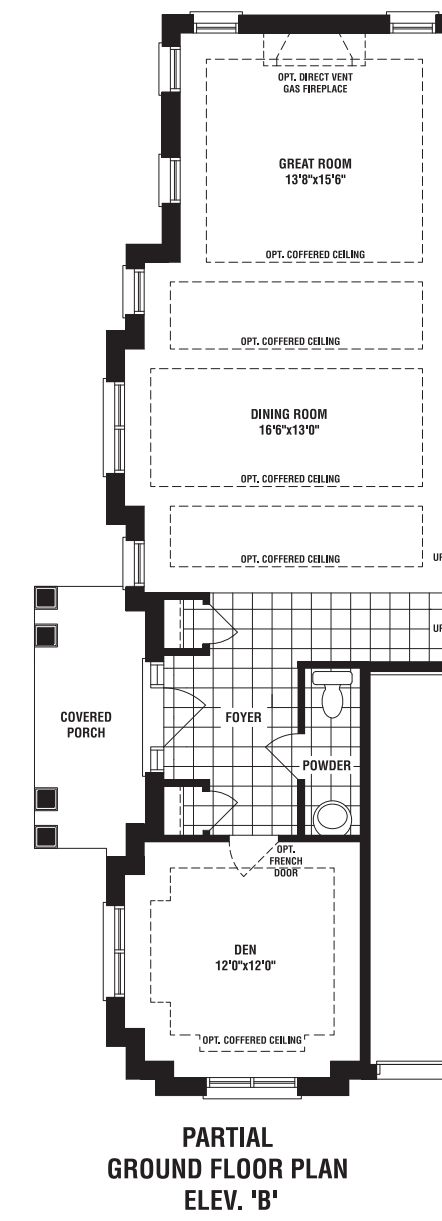 OPT. DIRECT VENT
GAS FIREPLACE
GREAT ROOM
13'8"x15'6"
OPT. COFFERED CEILING
OPT. COFFERED CEILING
DINING ROOM
16'6"x13'0"
OPT. COFFERED CEILING
OPT. COFFERED CEILING
UP
UP
COVERED
PORCH
FOYER
POWDER
OPT.
FRENCH
DOOR
DEN
12'0"x12'0"
OPT. COFFERED CEILING
PARTIAL
GROUND FLOOR PLAN
ELEV. 'B'